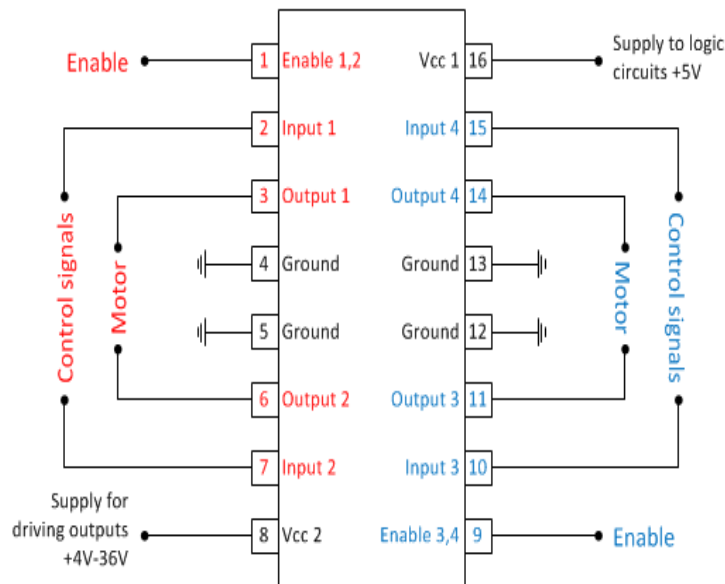 Enable
1 Enable 1,2
Vcc 1 16
Supply to logic
circuits +5V
2 Input 1
Input 4 15
3 Output 1
Output 4 14
Control signals
Motor
4 Ground
Ground 13
5 Ground
Ground 12
Motor
Control signals
6 Output 2
Output 3 11
7 Input 2
Input 3 10
Supply for
driving outputs
+4V-36V
8 Vcc 2
Enable 3,4 9
Enable